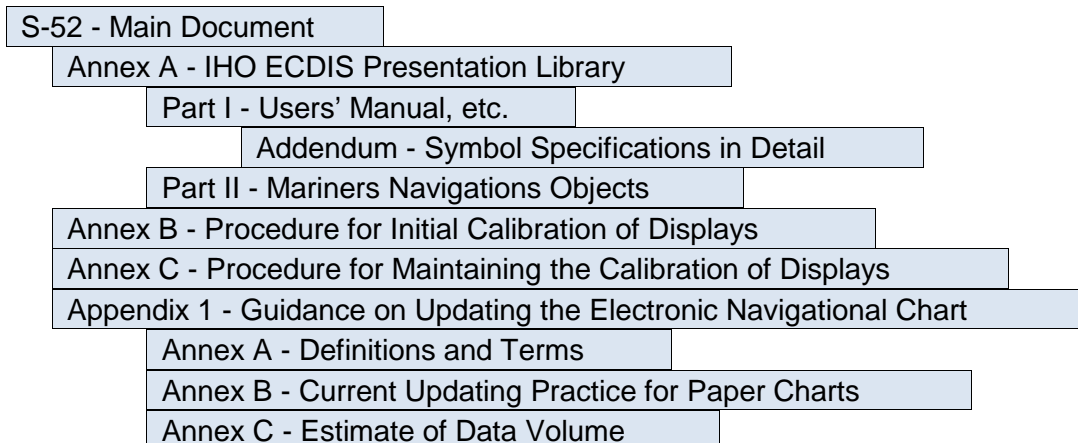 S-52 - Main Document
Annex A - IHO ECDIS Presentation Library
Part I - Users' Manual, etc.
Addendum - Symbol Specifications in Detail
Part II - Mariners Navigations Objects
Annex B - Procedure for Initial Calibration of Displays
Annex C - Procedure for Maintaining the Calibration of Displays
Appendix 1 - Guidance on Updating the Electronic Navigational Chart
Annex A - Definitions and Terms
Annex B - Current Updating Practice for Paper Charts
Annex C - Estimate of Data Volume